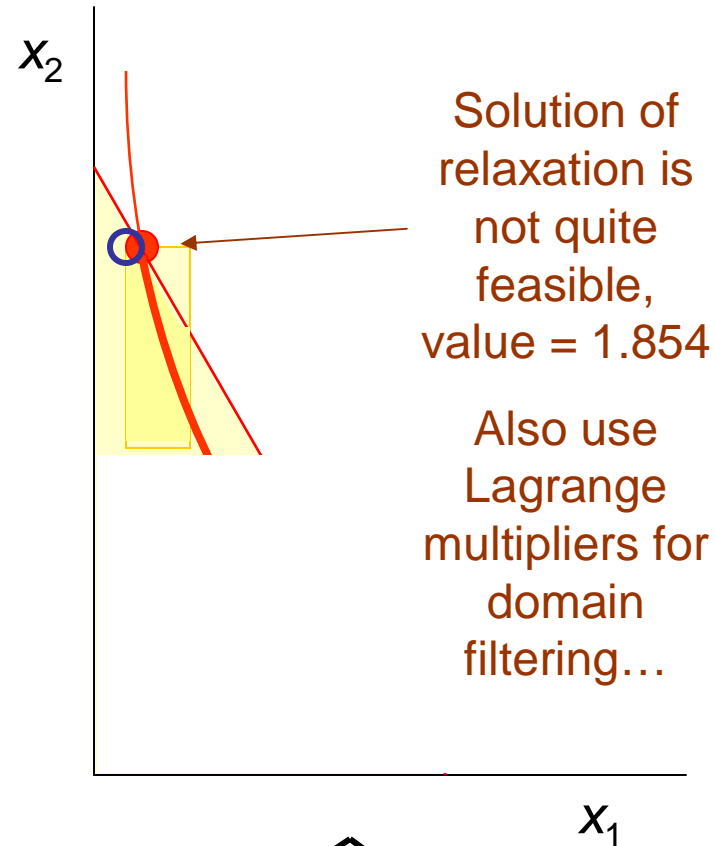 x₂
Solution of
relaxation is
not quite
feasible,
value = 1.854
Also use
Lagrange
multipliers for
domain
filtering…
x₁